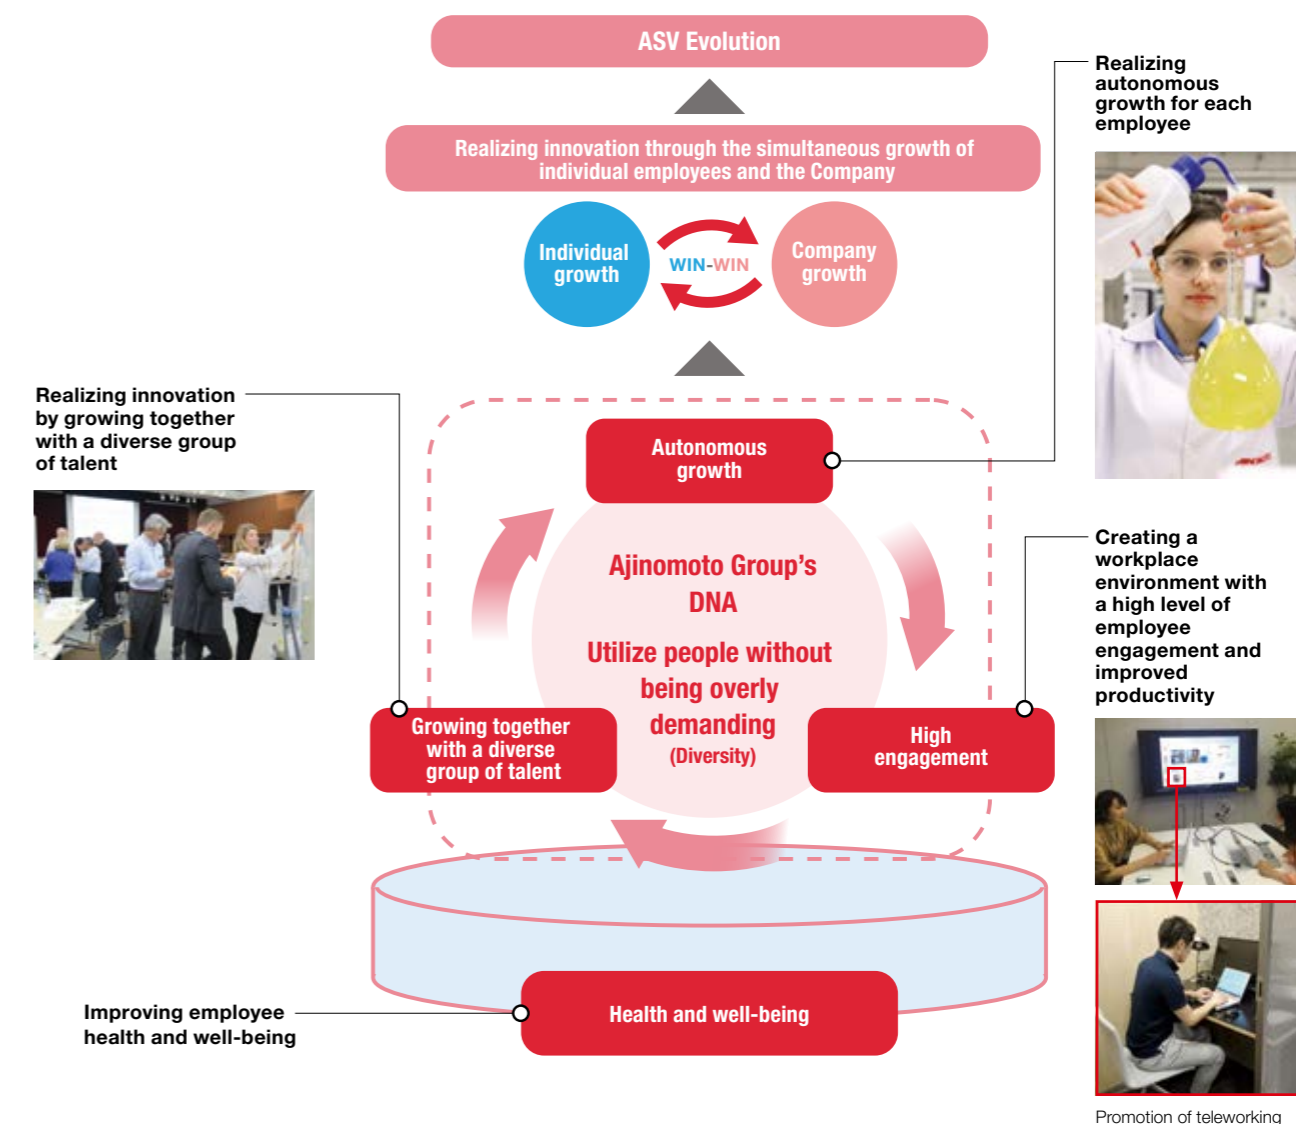 ASV Evolution
Realizing
autonomous
growth for each
employee
Realizing innovation through the simultaneous growth of
individual employees and the Company
Individual
growth
WIN-WIN
Company
growth
Realizing innovation
by growing together
with a diverse group
of talent
Autonomous
growth
Ajinomoto Group’s
DNA
Utilize people without
being overly
demanding
(Diversity)
Creating a
workplace
environment with
a high level of
employee
engagement and
improved
productivity
Growing together
with a diverse
group of talent
High
engagement
Improving employee
health and well-being
Health and well-being
Promotion of teleworking